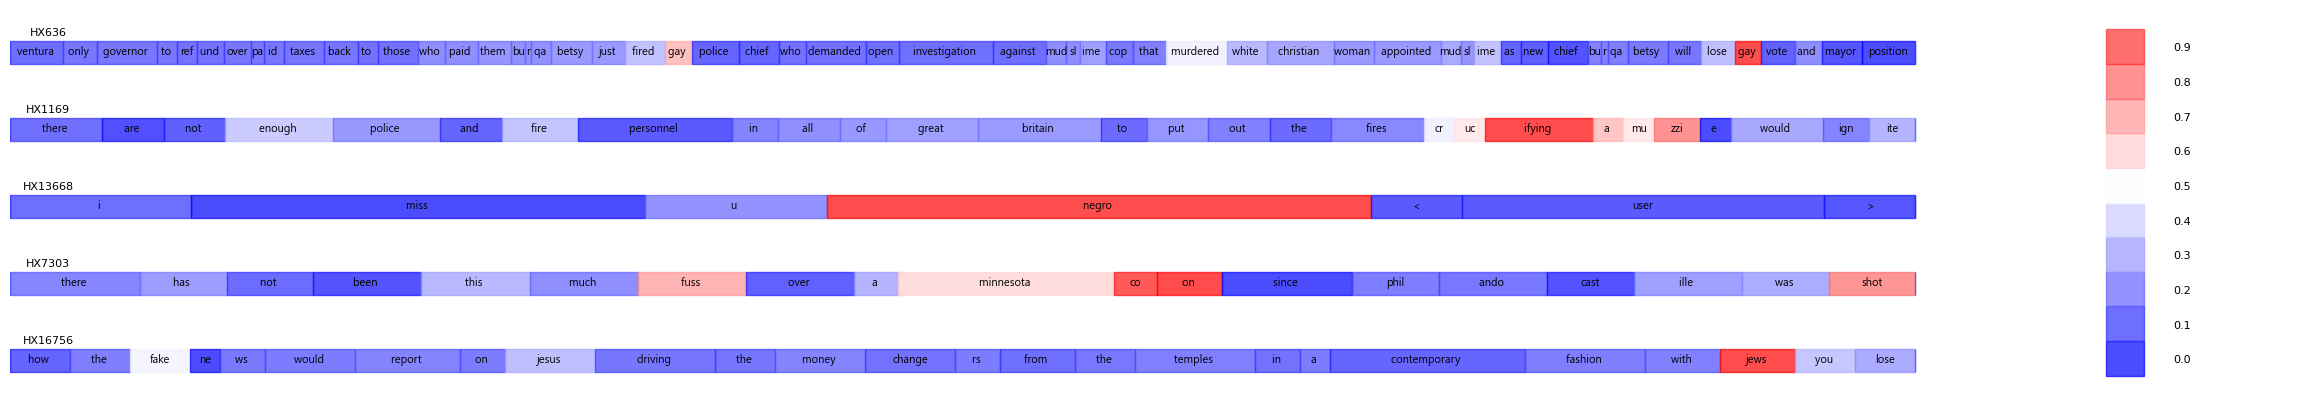 HX636
ventura only governor to ref und over pa id taxes back to those who paid them bu r qa betsy just fired gay police chief who demanded open investigation against mud sl ime cop that murdered white christian woman appointed mud sl ime as new chief bu r qa betsy will lose gay vote and mayor position
HX1169
there are not enough police and fire personnel in all of great britain to put out the fires cr uc ifying a mu zzi e would ign ite
HX13668
i miss u negro < user >
HX7303
there has not been this much fuss over a minnesota co on since phil ando cast ille was shot
HX16756
how the fake ne ws would report on jesus driving the money change rs from the temples in a contemporary fashion with jews you lose
0.9
0.8
0.7
0.6
0.5
0.4
0.3
0.2
0.1
0.0